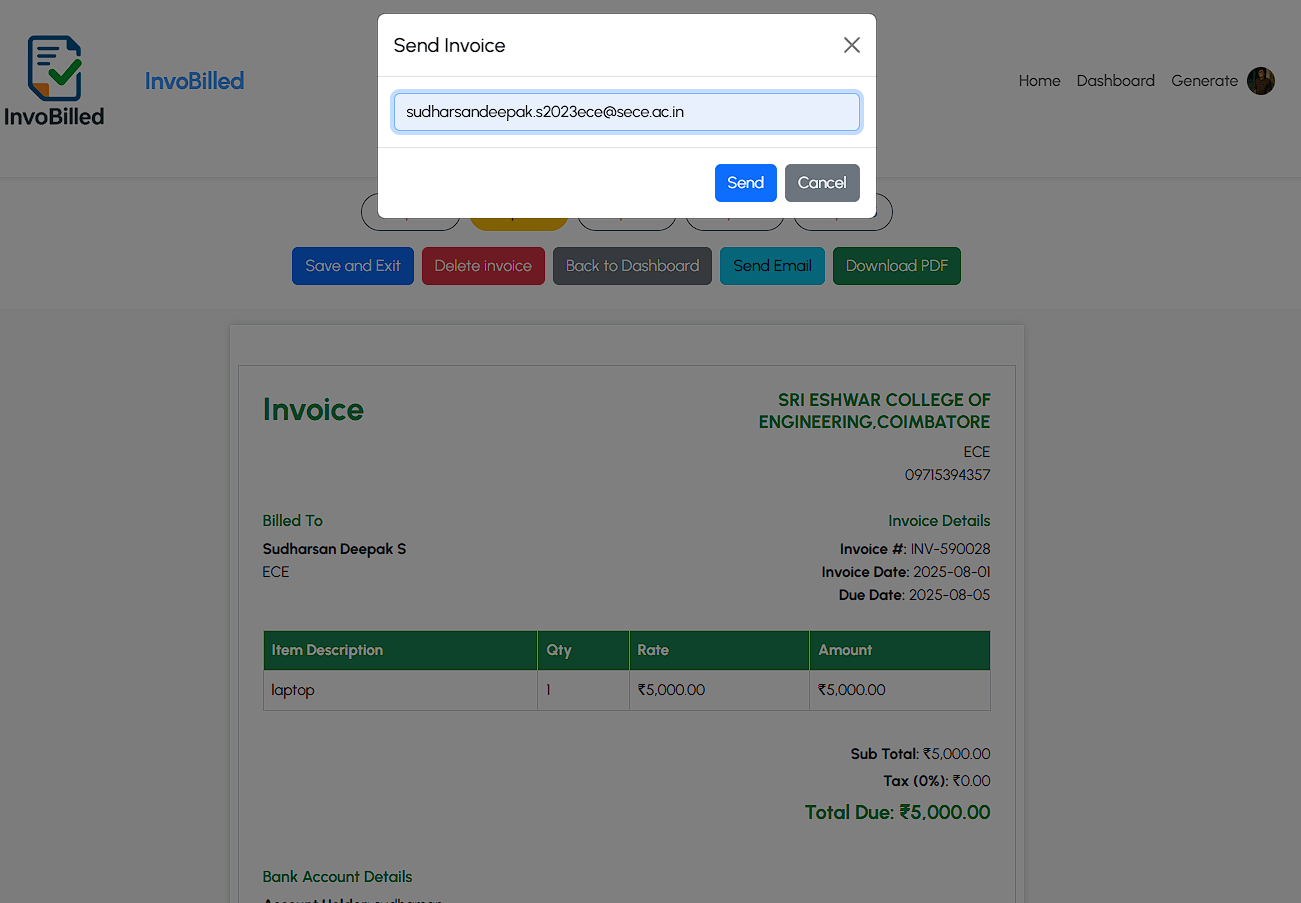 Send Invoice
sudharsandeepak.s2023ece@sece.ac.in
Send Cancel
InvoBilled
InvoBilled
Home Dashboard Generate
Save and Exit Delete invoice Back to Dashboard Send Email Download PDF
Invoice
SRI ESHWAR COLLEGE OF
ENGINEERING,COIMBATORE
ECE
09715394357
Billed To
Sudharsan Deepak S
ECE
Invoice Details
Invoice #: INV-590028
Invoice Date: 2025-08-01
Due Date: 2025-08-05
Item Description Qty Rate Amount
laptop 1 ₹5,000.00 ₹5,000.00
Sub Total: ₹5,000.00
Tax (0%): ₹0.00
Total Due: ₹5,000.00
Bank Account Details